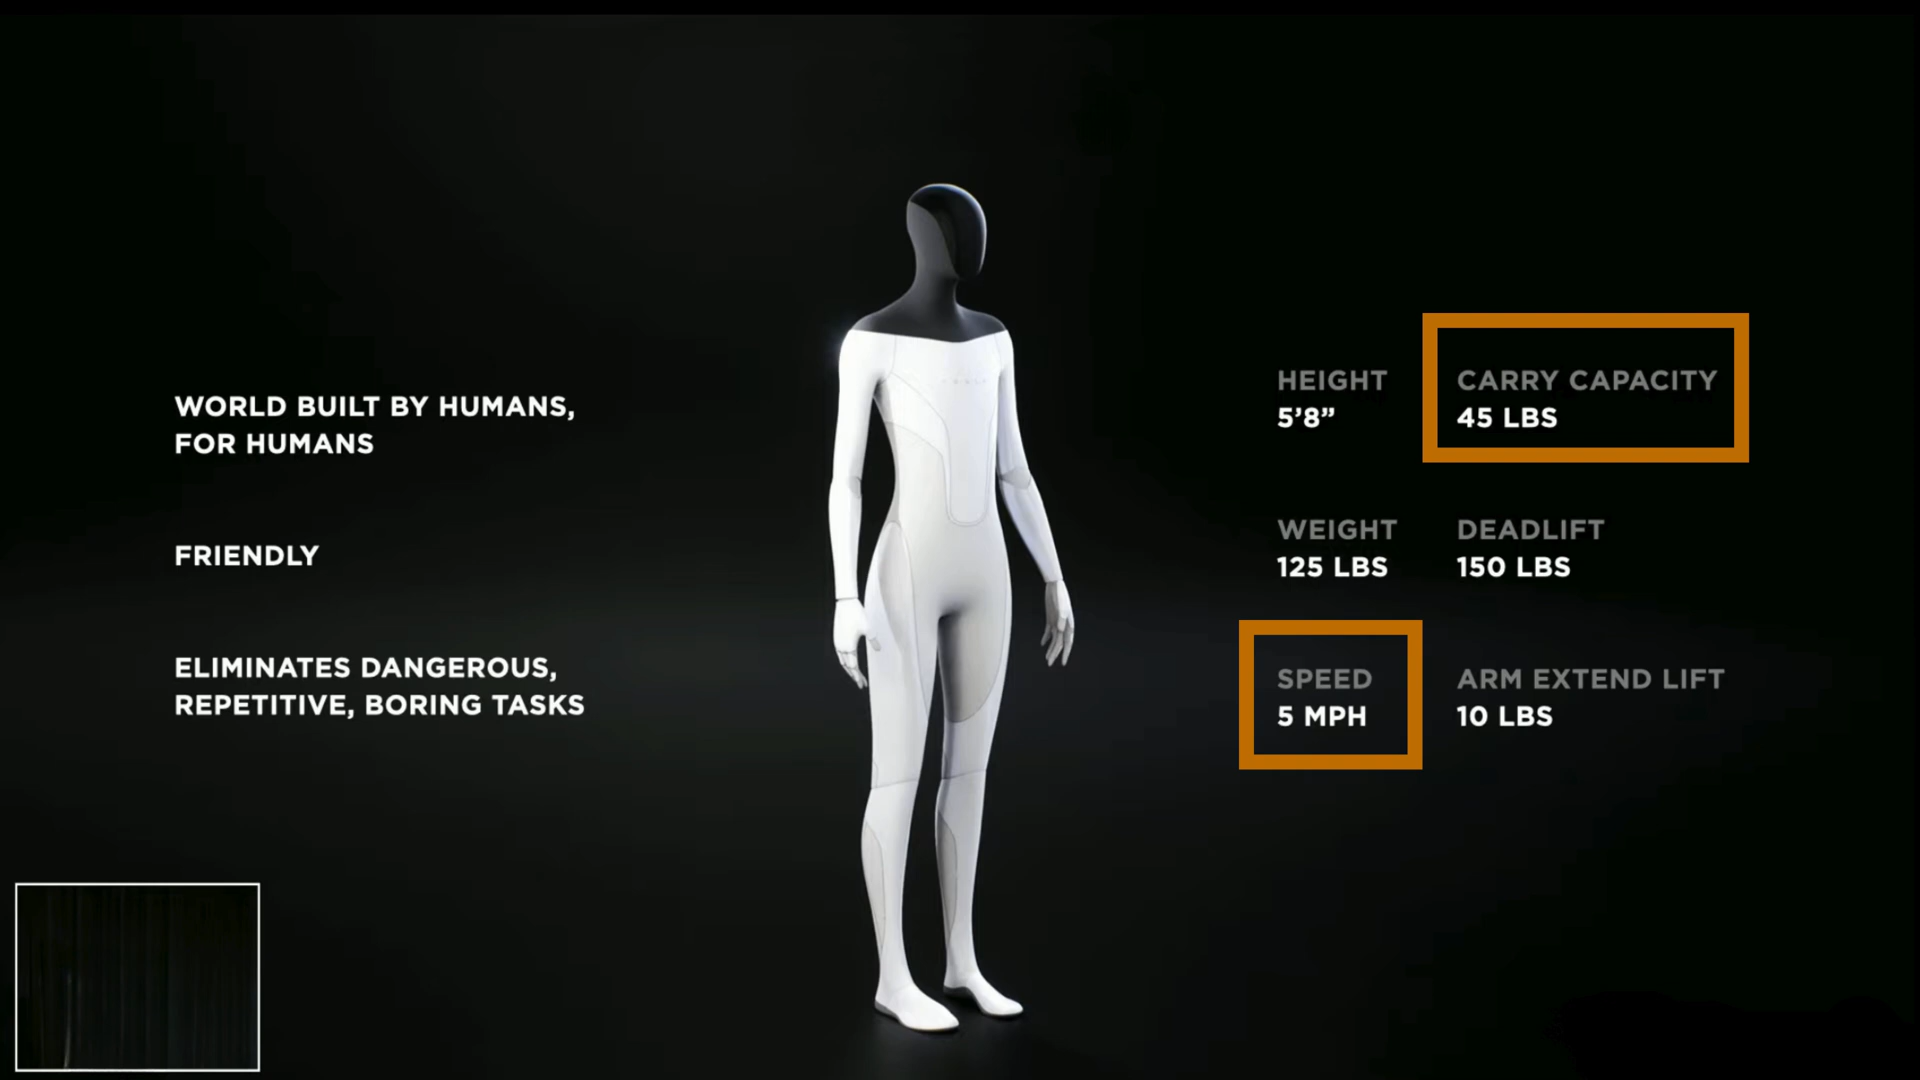 WORLD BUILT BY HUMANS,
FOR HUMANS
FRIENDLY
ELIMINATES DANGEROUS,
REPETITIVE, BORING TASKS
HEIGHT
5’8”
CARRY CAPACITY
45 LBS
WEIGHT
125 LBS
DEADLIFT
150 LBS
SPEED
5 MPH
ARM EXTEND LIFT
10 LBS